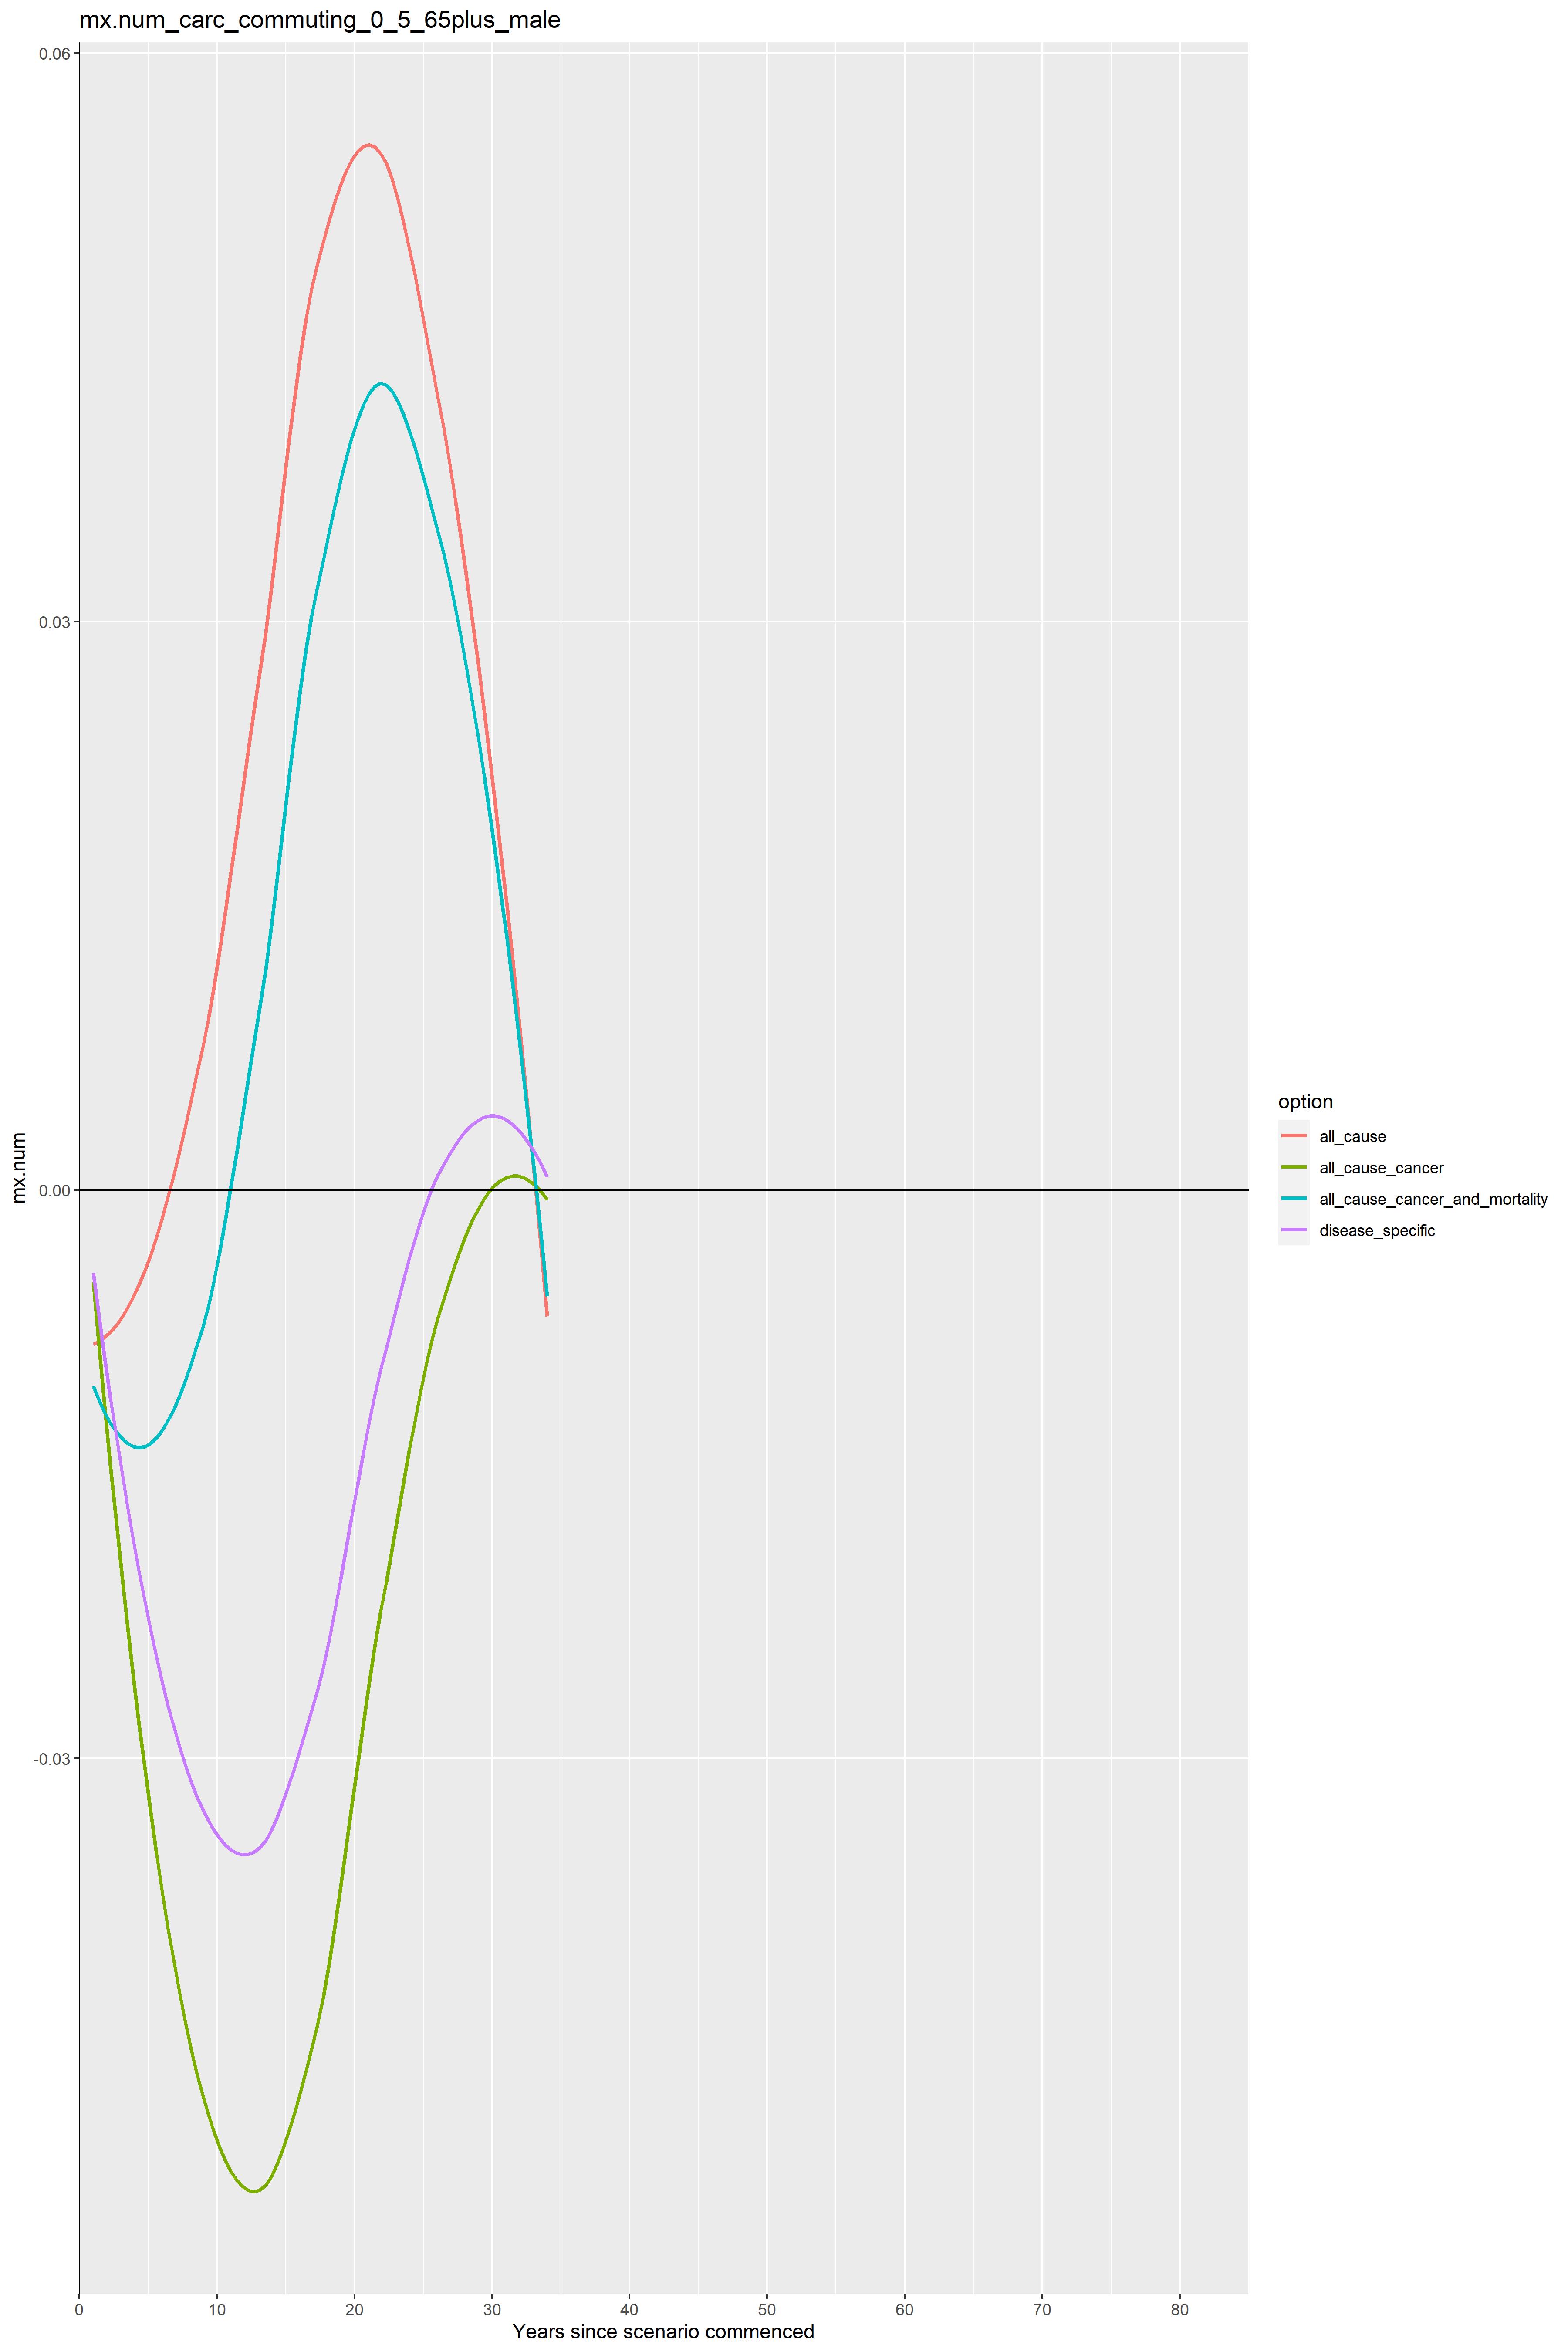 mx.num_carc_commuting_0_5_65plus_male
0.06
0.03
0.00
-0.03
mx.num
0 10 20 30 40 50 60 70 80
Years since scenario commenced
option
all_cause
all_cause_cancer
all_cause_cancer_and_mortality
disease_specific